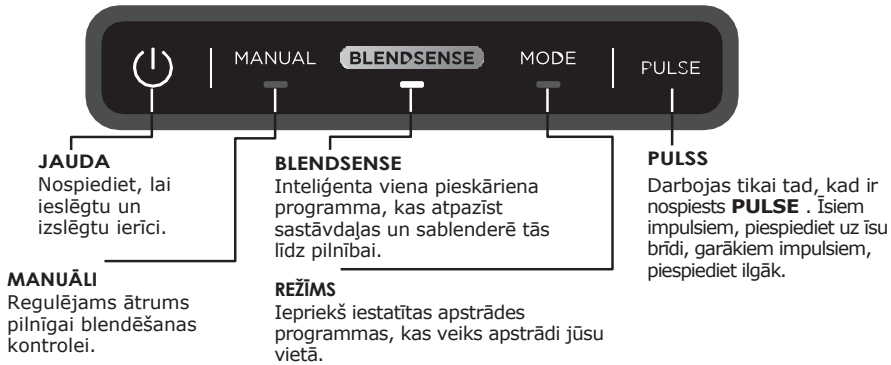 MANUAL
BLENDSENSE
MODE
PULSE
JAUDA
Nospiediet, lai
ieslēgtu un
izslēgtu ierīci.
MANUĀLI
Regulējams ātrums
pilnīgai blendēšanas
kontrolei.
BLENDSENSE
Inteliģenta viena pieskāriena
programma, kas atpazīst
sastāvdaļas un sablenderē tās
līdz pilnībai.
REŽĪMS
Iepriekš iestatītas apstrādes
programmas, kas veiks apstrādi jūsu
vietā.
PULSS
Darbojas tikai tad, kad ir
nospiests PULSE . Īsiem
impulsiem, piespiediet uz īsu
brīdi, garākiem impulsiem,
piespiediet ilgāk.